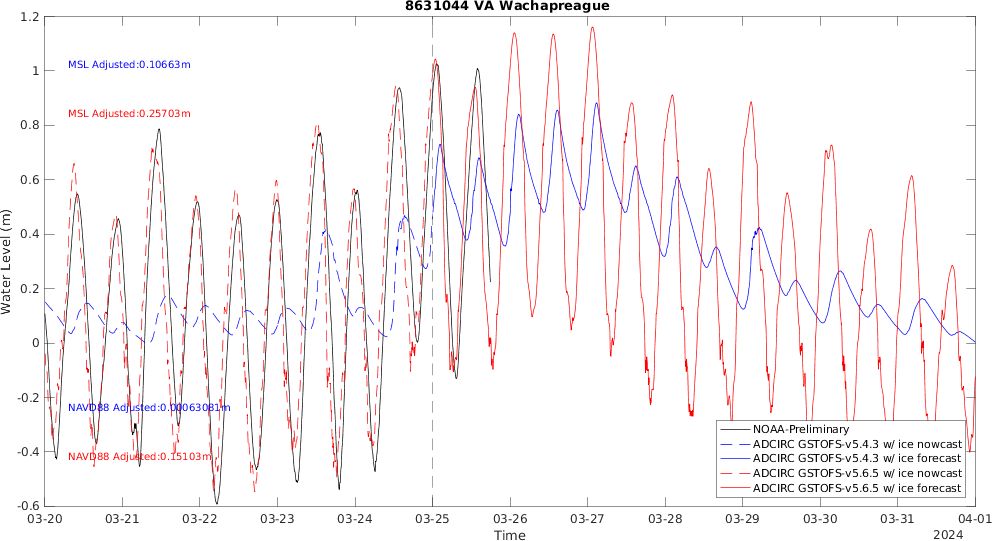 8631044 VA Wachapreague
1.2
1
0.8
0.6
0.4
0.2
0
-0.2
-0.4
-0.6
Water Level (m)
MSL Adjusted:0.10663m
MSL Adjusted:0.25703m
NAVD88 Adjusted:0.00063081m
NAVD88 Adjusted:0.15103m
NOAA-Preliminary
ADCIRC GSTOFS-v5.4.3 w/ ice nowcast
ADCIRC GSTOFS-v5.4.3 w/ ice forecast
ADCIRC GSTOFS-v5.6.5 w/ ice nowcast
ADCIRC GSTOFS-v5.6.5 w/ ice forecast
03-20 03-21 03-22 03-23 03-24 03-25 03-26 03-27 03-28 03-29 03-30 03-31 04-01
Time
2024